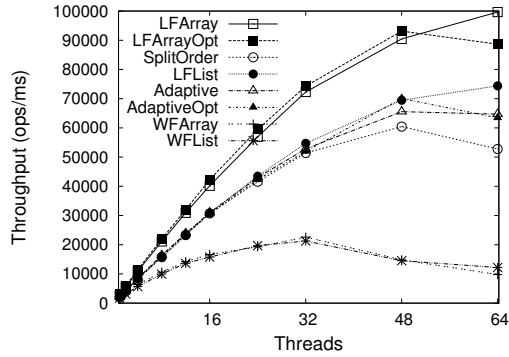 100000
90000
80000
70000
60000
50000
40000
30000
20000
10000
0
Throughput (ops/ms)
LFArray
LFArrayOpt
SplitOrder
LFList
Adaptive
AdaptiveOpt
WFArray
WFList
16 32 48 64
Threads